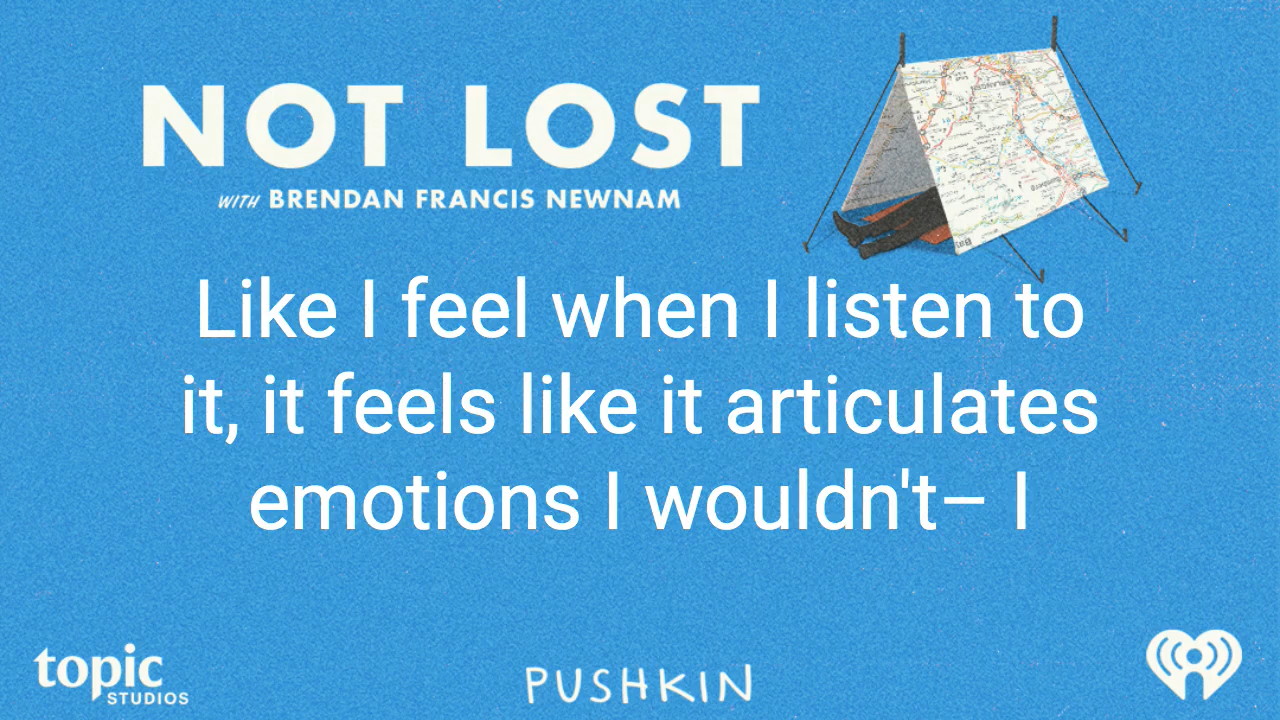 NOT LOST
WITH BRENDAN FRANCIS NEWNAM
Like I feel when I listen to
it, it feels like it articulates
emotions I wouldn't– I
topic
STUDIOS
PUSHKIN